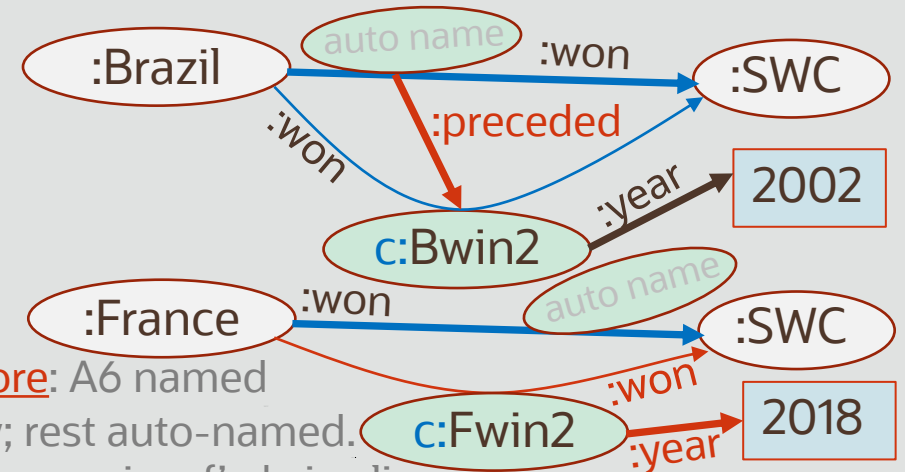 auto name
:Brazil
:won
:SWC
:won
:preceded
:year
2002
c:Bwin2
auto name
:France
:won
:SWC
ore: A6 named
:won
; rest auto-named.
c:Fwin2
:year
2018